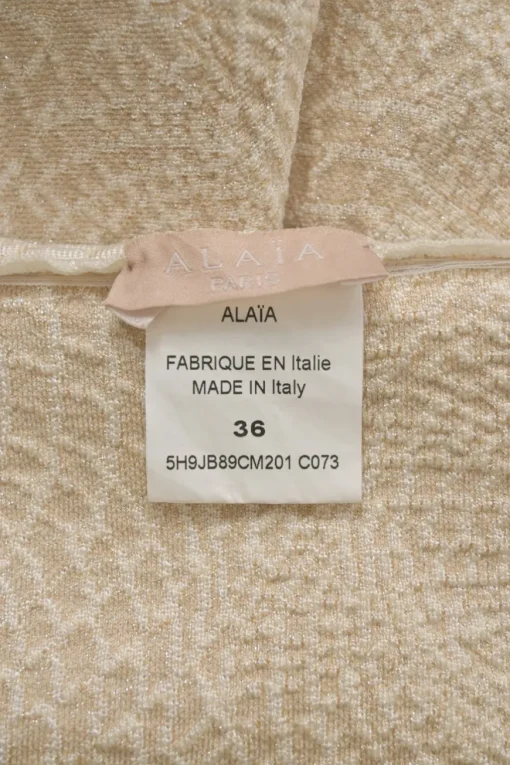 ALAÏA
PARIS
ALAÏA
FABRIQUE EN Italie
MADE IN Italy
36
5H9JB89CM201 C073